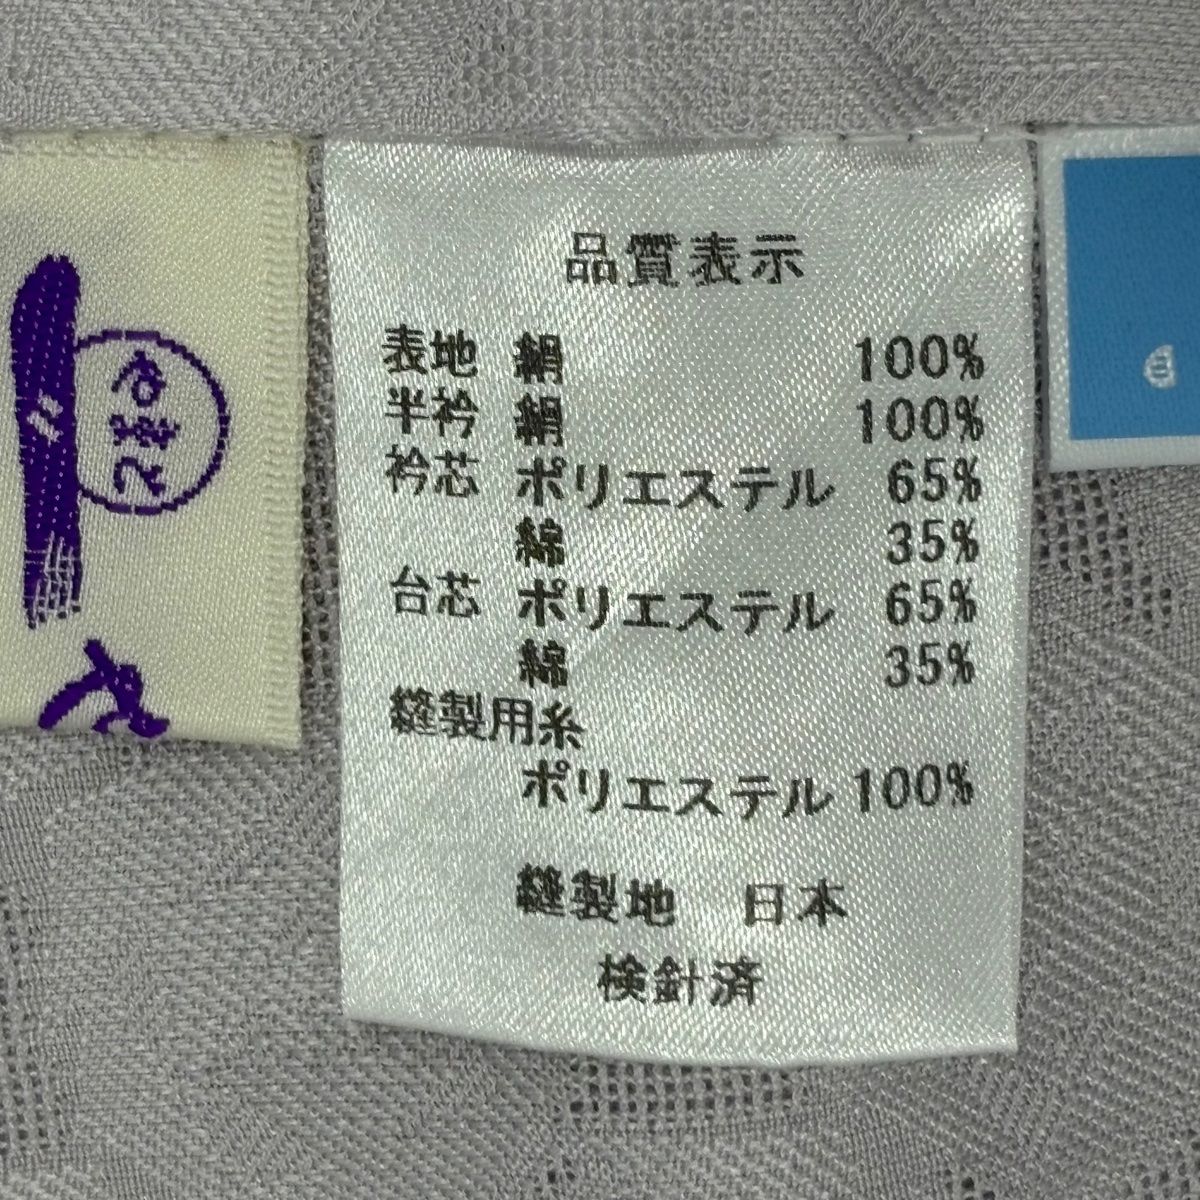 品質表示
表地 絹 100%
半衿 絹 100%
衿芯 ポリエステル 65%
綿 35%
台芯 ポリエステル 65%
綿 35%
縫製用糸
ポリエステル 100%
縫製地 日本
検針済